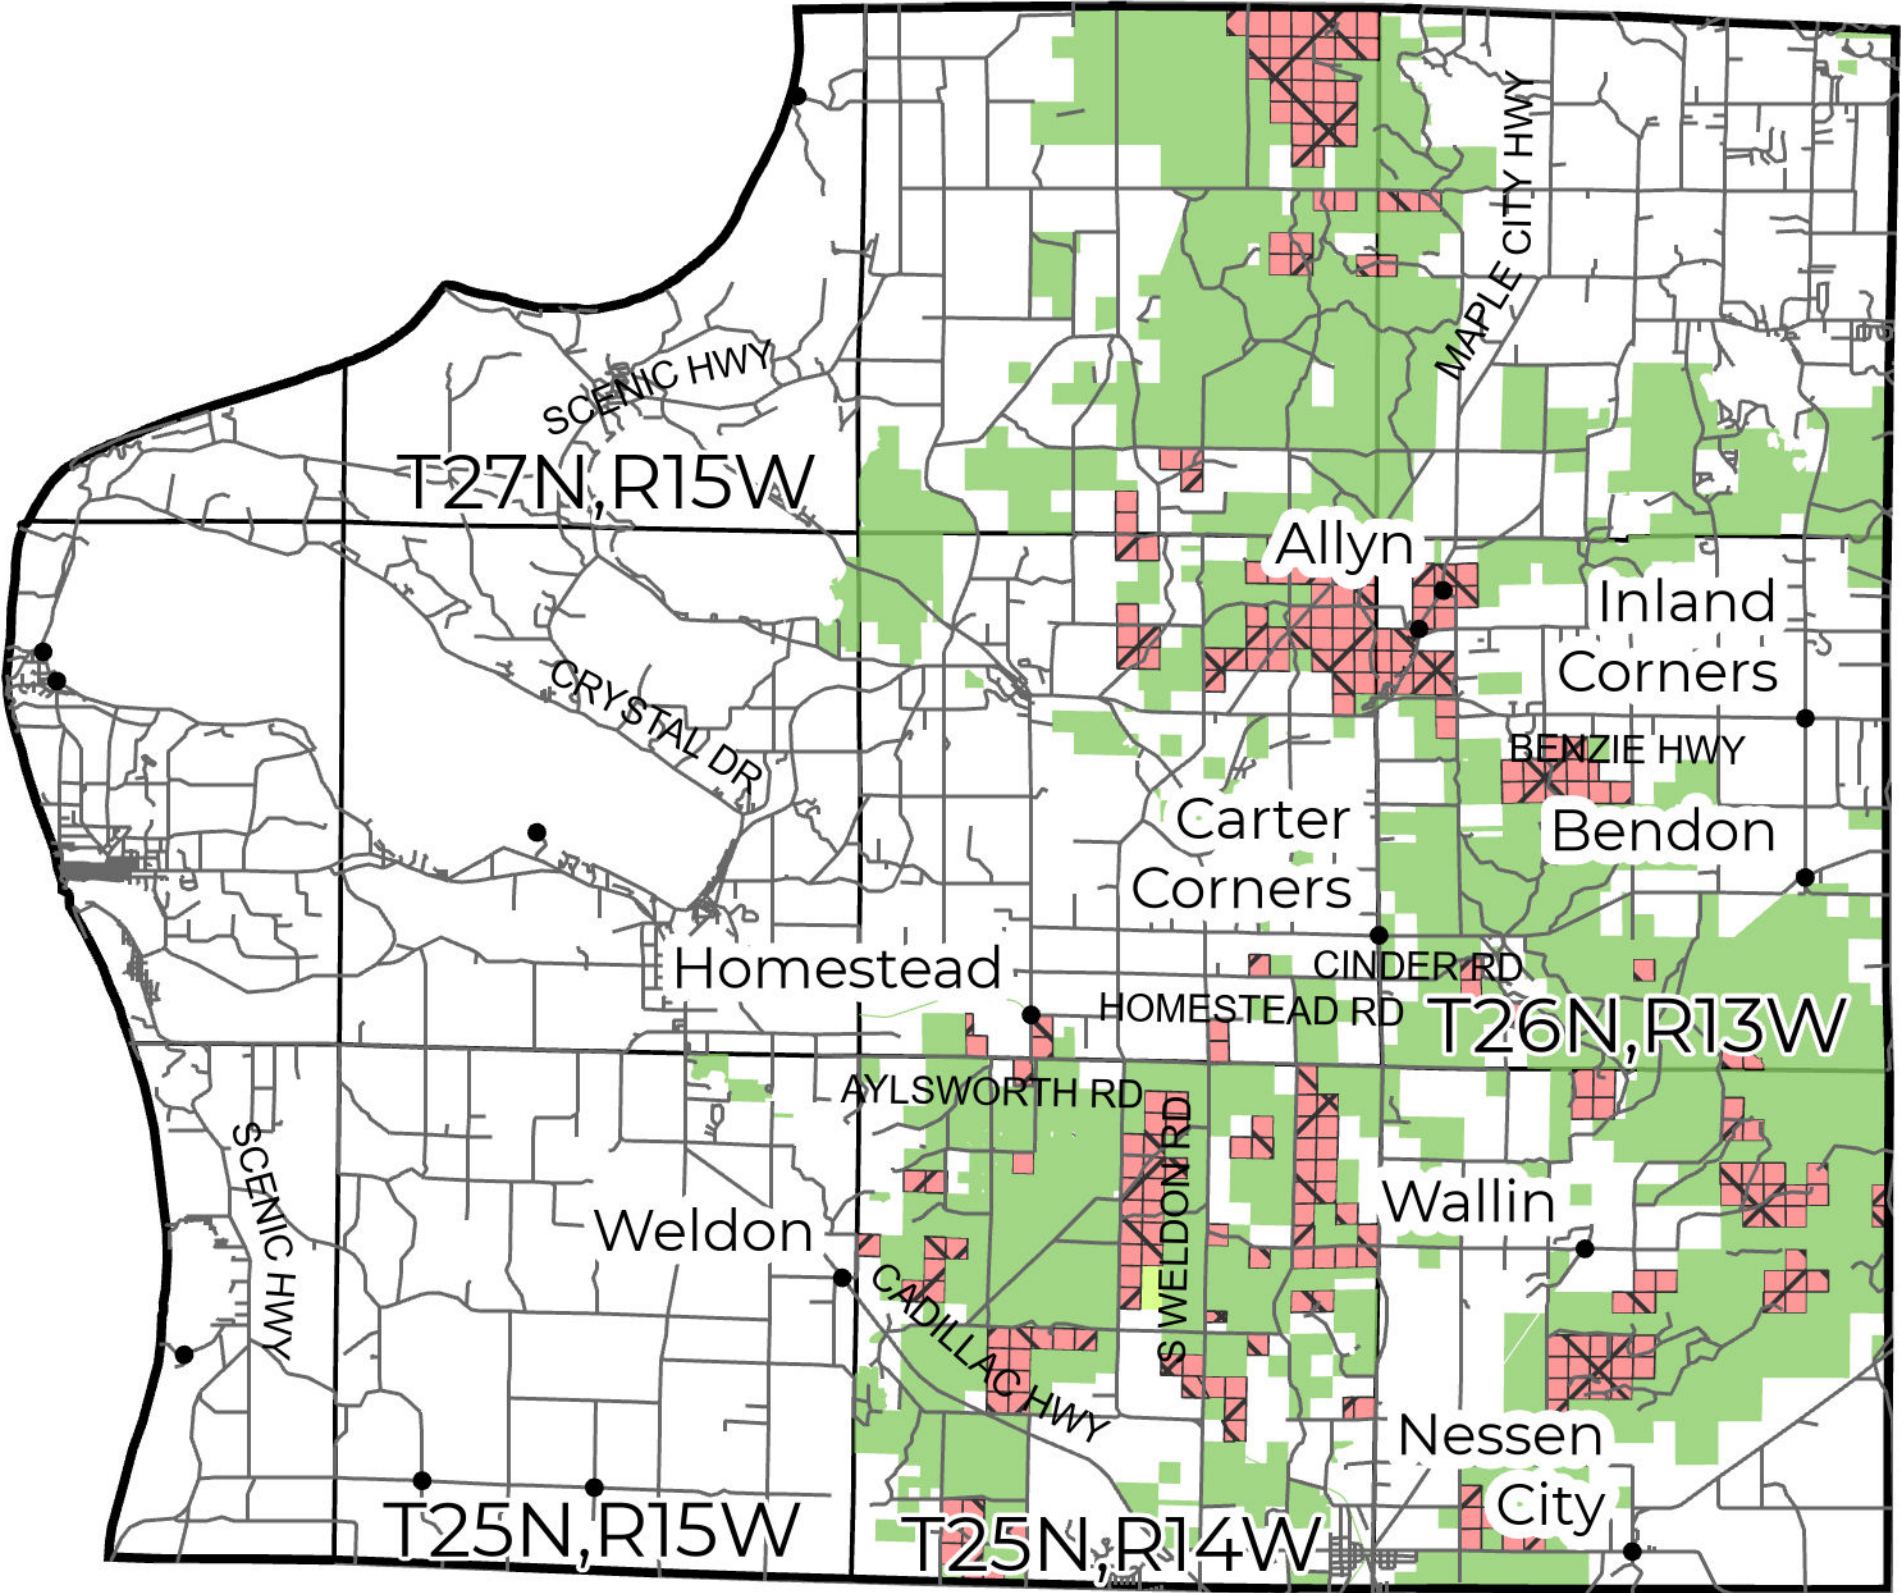 MAPLE CITY HWY
SCENIC HWY
T27N,R15W
Allyn
Inland
Corners
CRYSTAL DR
BENZIE HWY
Carter
Corners
Bendon
Homestead
CINDER RD
HOMESTEAD RD
T26N,R13W
AYLSWORTH RD
S WELDON RD
SCENIC HWY
Weldon
Wallin
CADILLAC HWY
Nessen
City
T25N,R15W
T25N,R14W